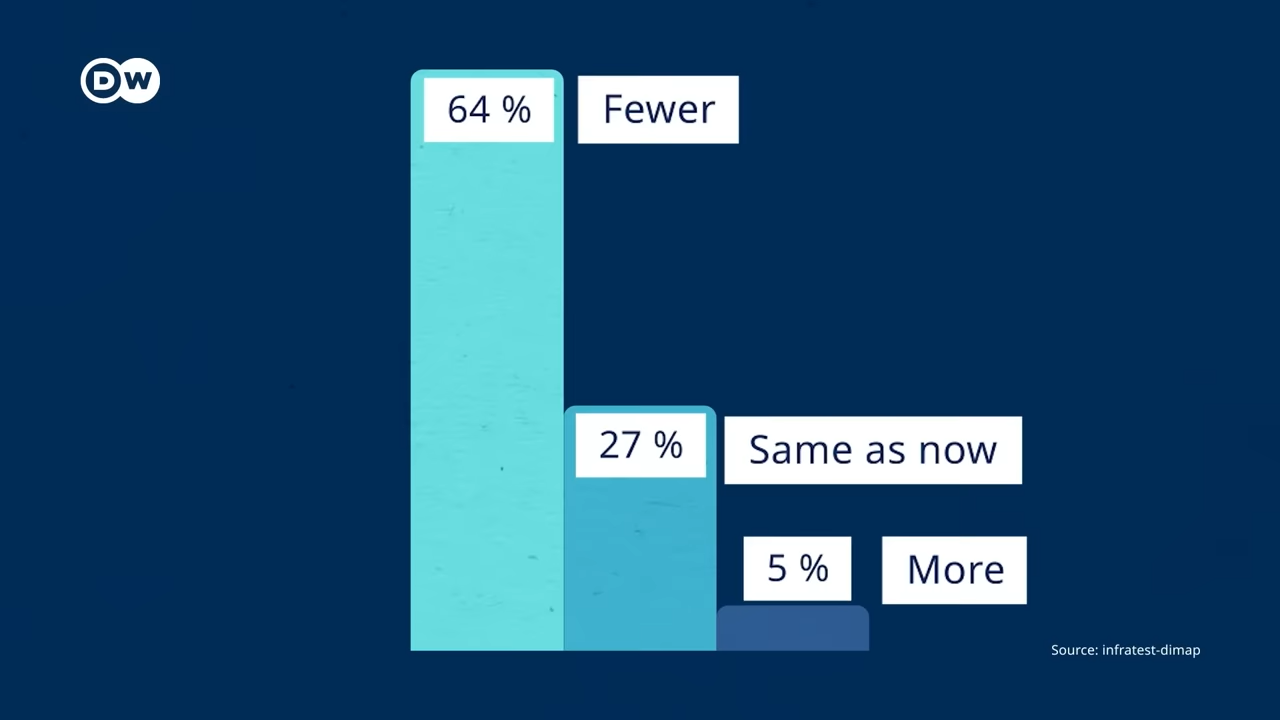 DW
64 %
Fewer
27 %
Same as now
5 %
More
Source: infratest-dimap